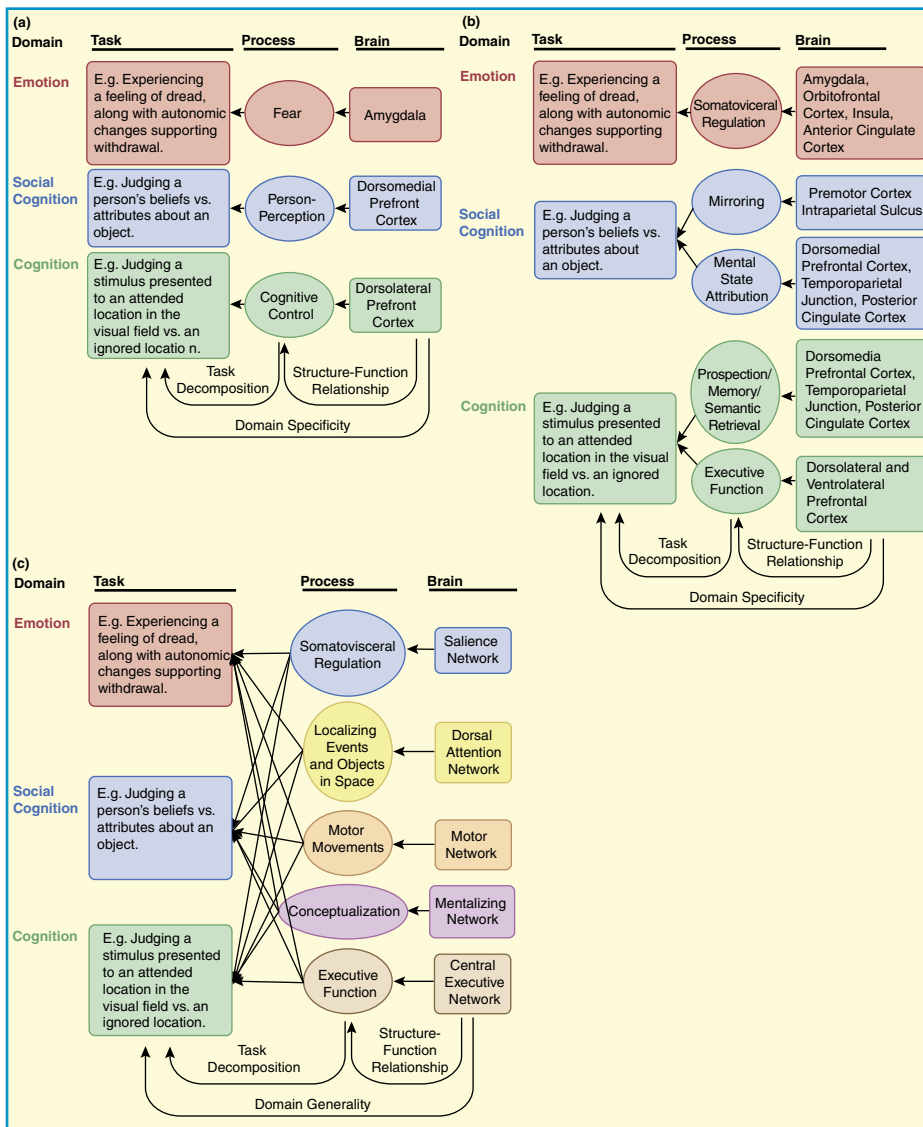 (a)
Domain Task Process Brain
Emotion
E.g. Experiencing
a feeling of dread,
along with autonomic
changes supporting
withdrawal.
Fear
Amygdala
Social
Cognition
E.g. Judging a
person's beliefs vs.
attributes about an
object.
Person-
Perception
Dorsomedial
Prefront
Cortex
Cognition
E.g. Judging a
stimulus presented
to an attended
location in the
visual field vs. an
ignored locatio n.
Cognitive
Control
Dorsolateral
Prefront
Cortex
Task
Decomposition
Structure-Function
Relationship
Domain Specificity
(b)
Domain Task Process Brain
Emotion
E.g. Experiencing a
feeling of dread,
along with autonomic
changes supporting
withdrawal.
Somatoviceral
Regulation
Amygdala,
Orbitofrontal
Cortex, Insula,
Anterior Cingulate
Cortex
Social
Cognition
E.g. Judging a
person's beliefs vs.
attributes about
an object.
Mirroring
Premotor Cortex
Intraparietal Sulcus
Mental
State
Attribution
Dorsomedial
Prefrontal Cortex,
Temporoparietal
Junction, Posterior
Cingulate Cortex
Cognition
E.g. Judging a
stimulus presented
to an attended
location in the visual
field vs. an ignored
location.
Prospection/
Memory/
Semantic
Retrieval
Dorsomedia
Prefrontal Cortex,
Temporoparietal
Junction, Posterior
Cingulate Cortex
Executive
Function
Dorsolateral and
Ventrolateral
Prefrontal
Cortex
Task
Decomposition
Structure-Function
Relationship
Domain Specificity
(c)
Domain Task Process Brain
Emotion
E.g. Experiencing a
feeling of dread,
along with autonomic
changes supporting
withdrawal.
Somatovisceral
Regulation
Salience
Network
Localizing
Events
and Objects
in Space
Dorsal
Attention
Network
Social
Cognition
E.g. Judging a
person's beliefs vs.
attributes about an
object.
Motor
Movements
Motor
Network
Conceptualization
Mentalizing
Network
Cognition
E.g. Judging a
stimulus presented
to an attended
location in the
visual field vs. an
ignored location.
Executive
Function
Central
Executive
Network
Task
Decomposition
Structure-
Function
Relationship
Domain Generality